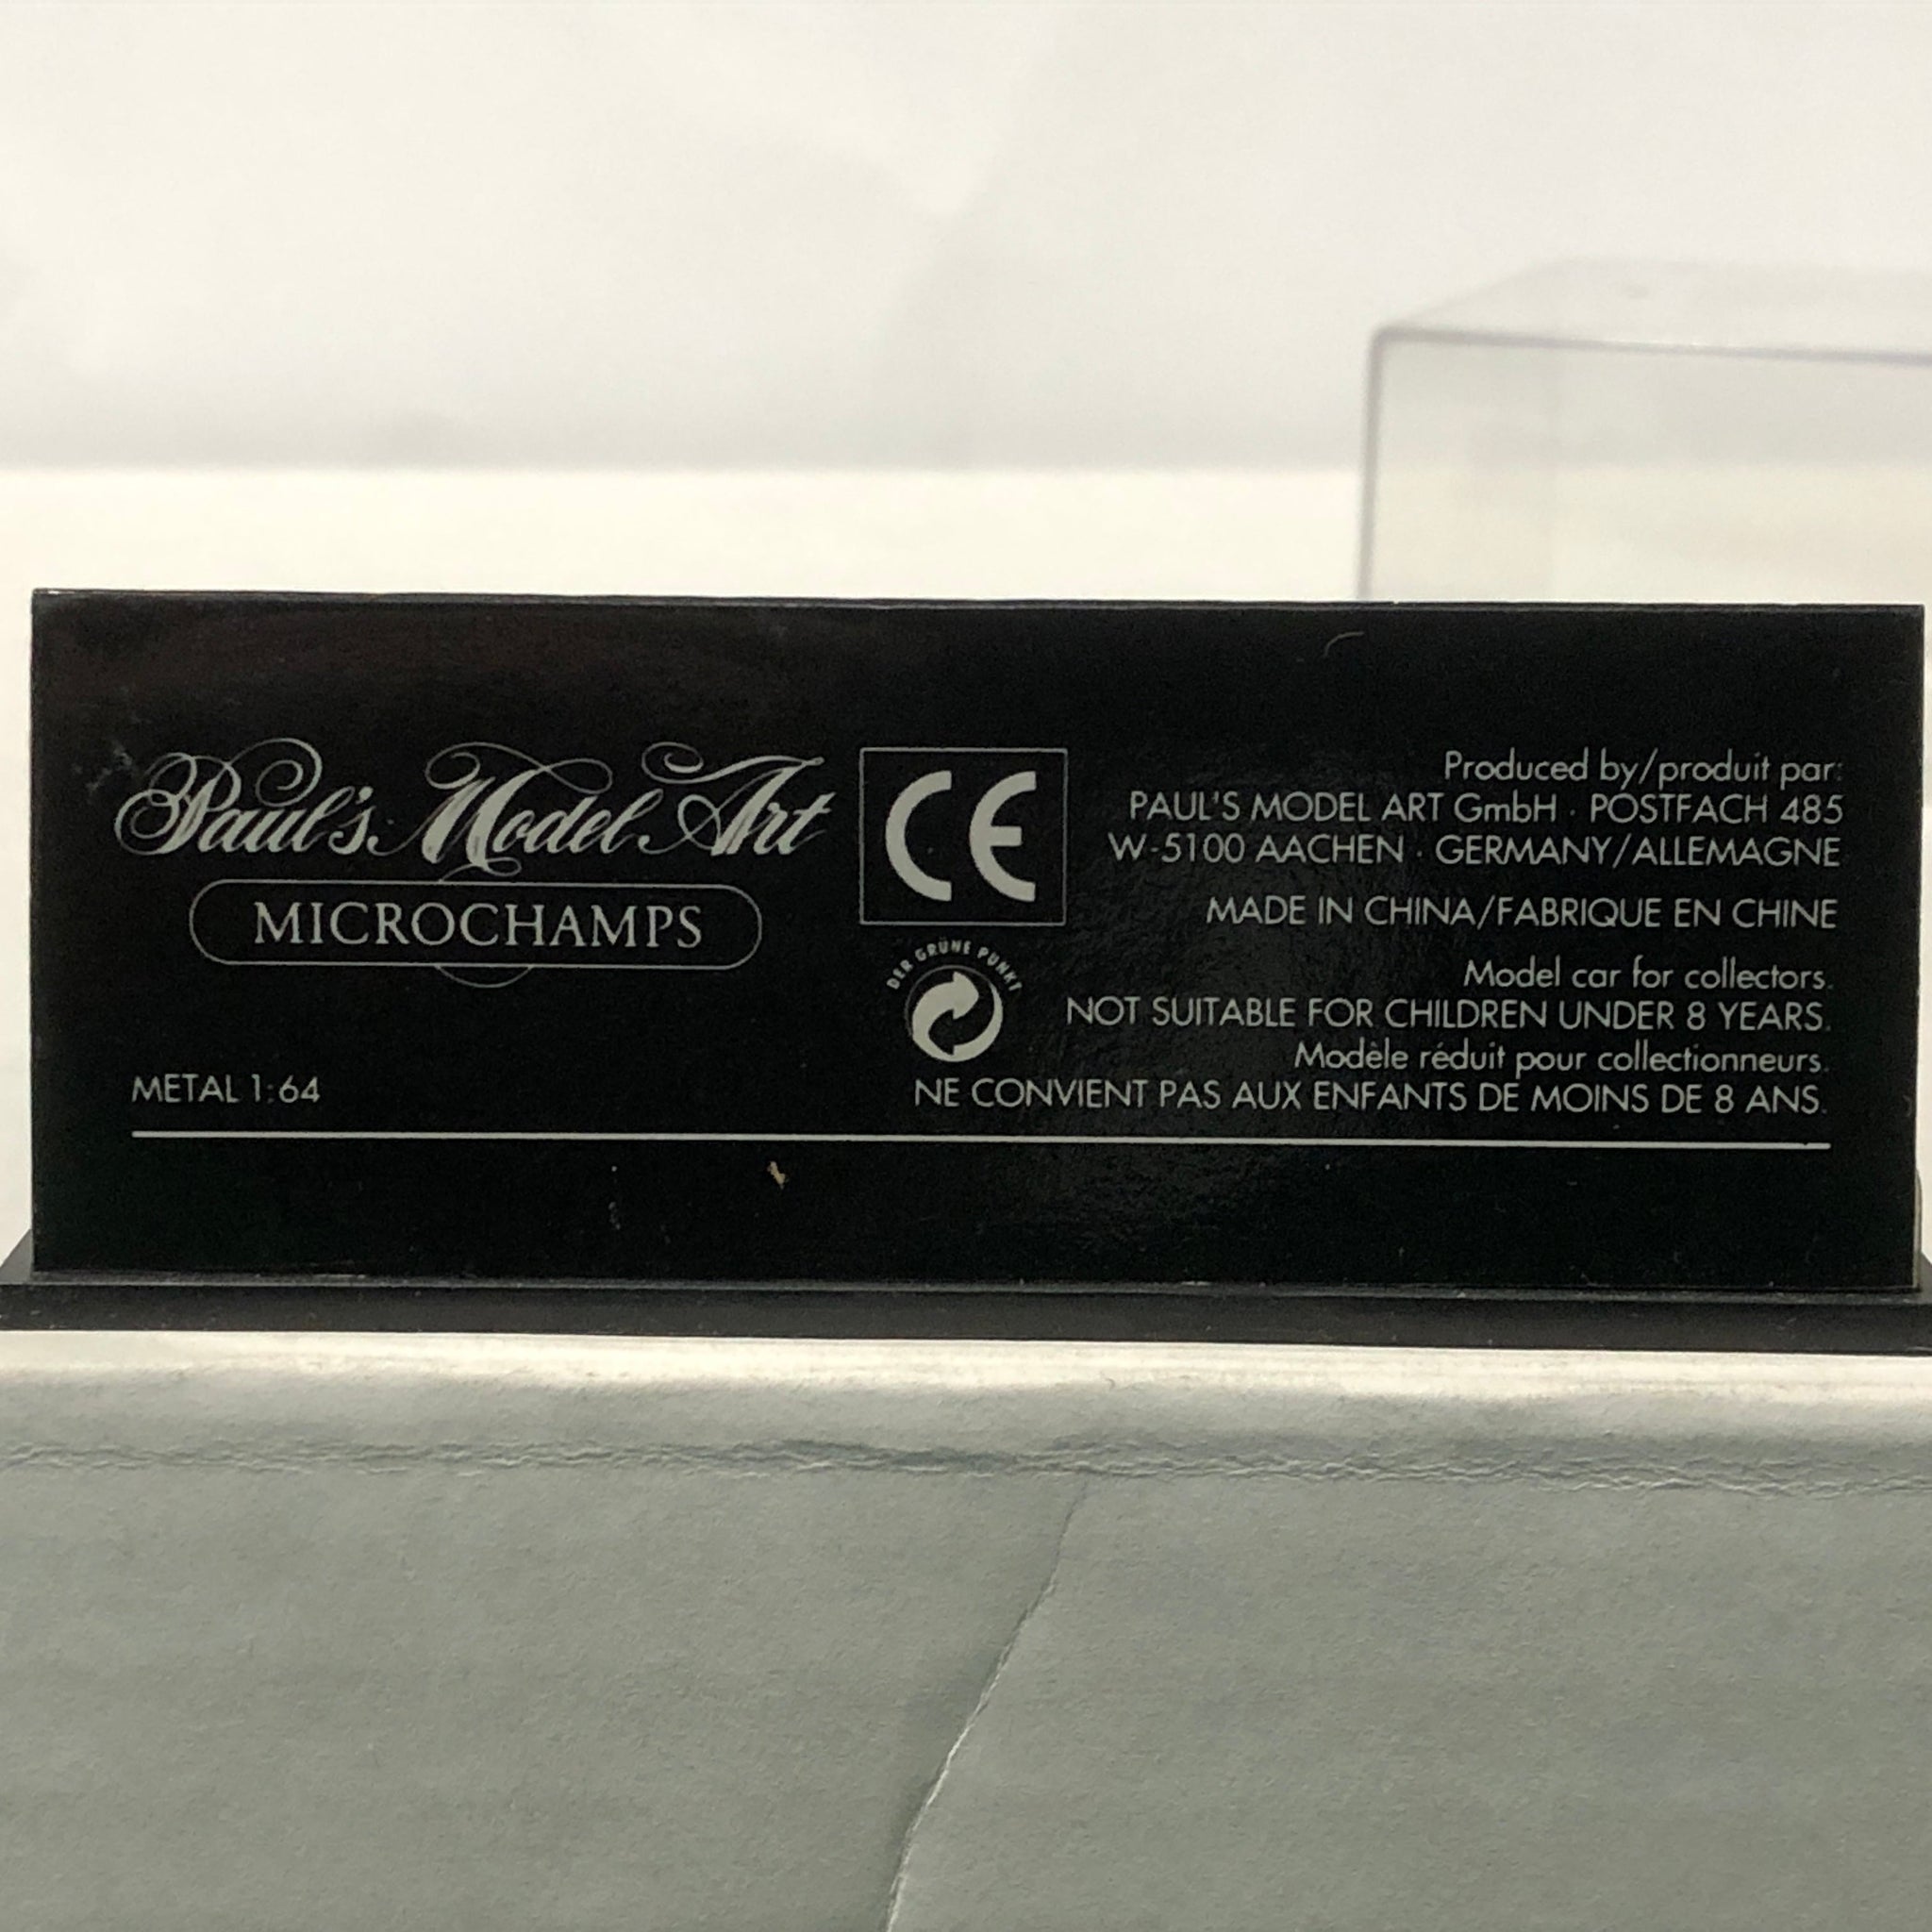 Paul's Model Art
MICROCHAMPS
METAL 1:64
CE
DER GRÜNE PUNKT
Produced by/produit par:
PAUL'S MODEL ART GmbH · POSTFACH 485
W-5100 AACHEN · GERMANY/ALLEMAGNE
MADE IN CHINA/FABRIQUE EN CHINE
Model car for collectors.
NOT SUITABLE FOR CHILDREN UNDER 8 YEARS.
Modèle réduit pour collectionneurs.
NE CONVIENT PAS AUX ENFANTS DE MOINS DE 8 ANS.